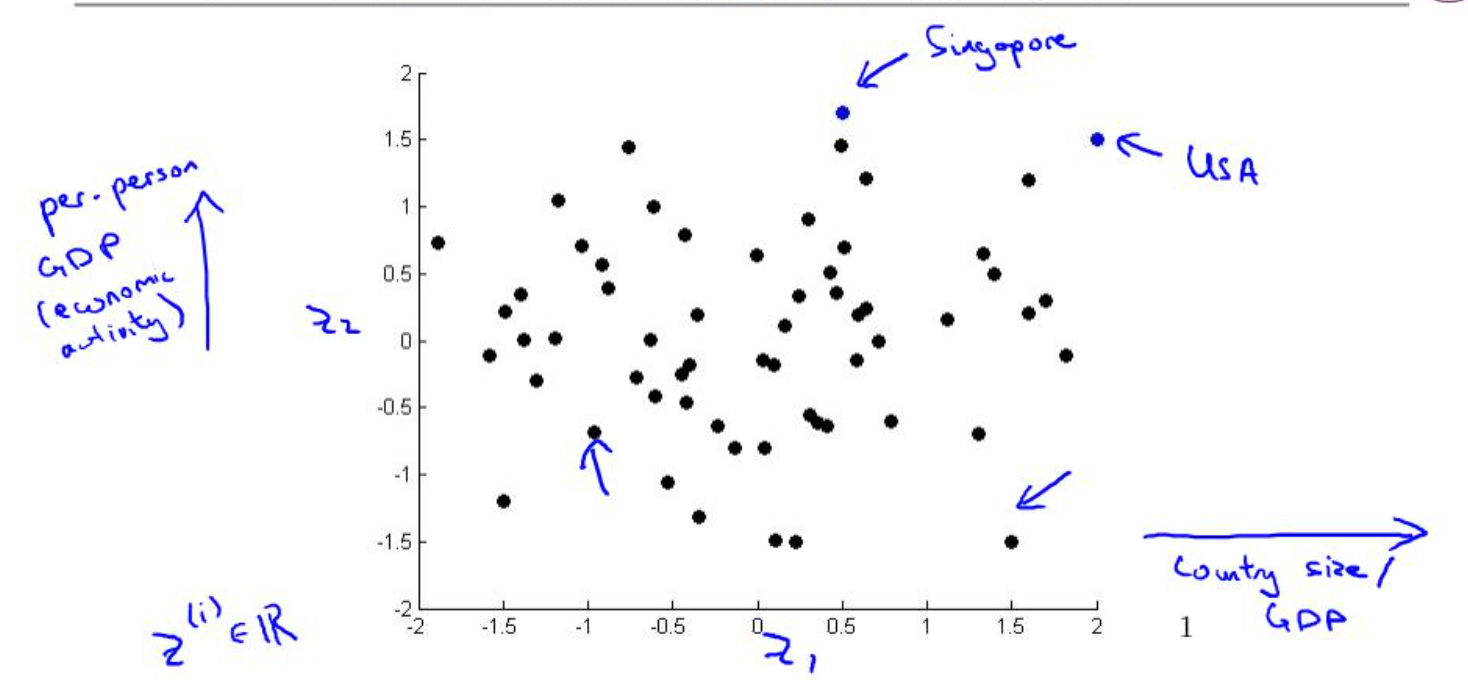 Singapore
2
1.5
USA
per-person
GDP
(economic
activity)
1
0.5
z₂
0
-0.5
-1
-1.5
-2
Country size/
GDP
-2 -1.5 -1 -0.5 0 0.5 1 1.5 2
1
z⁽ⁱ⁾ ∈ ℝ
z₁